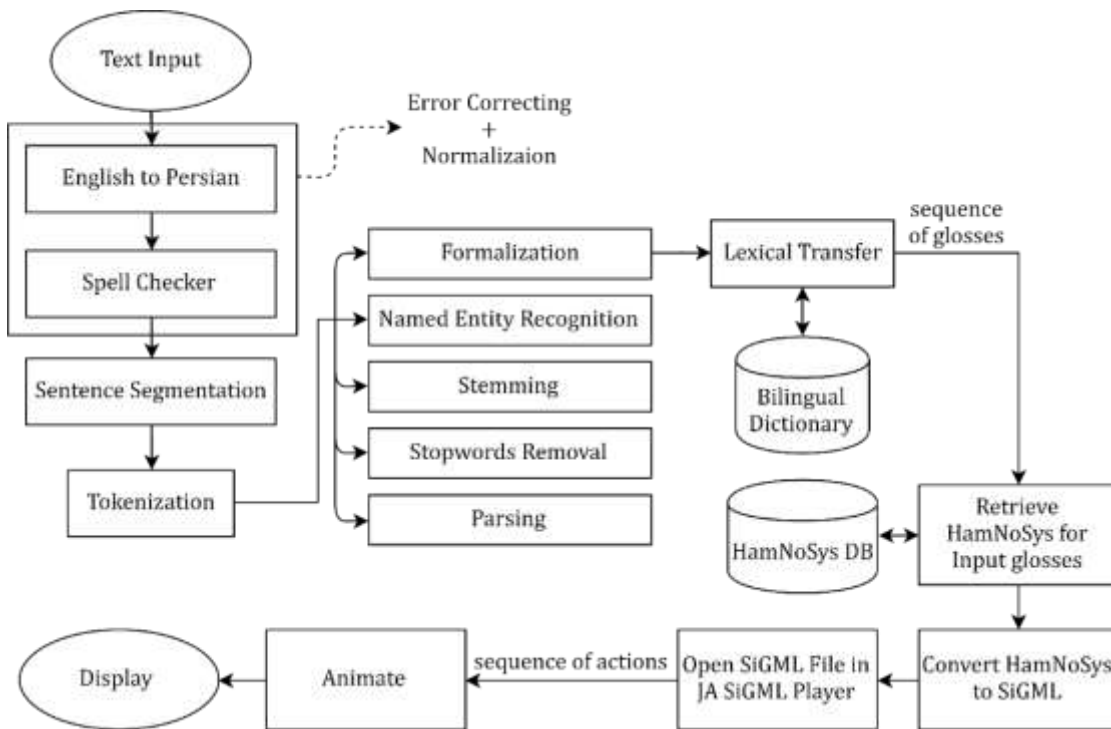 Text Input
Error Correcting
+
Normalizaion
English to Persian
Spell Checker
Sentence Segmentation
Tokenization
Formalization
Named Entity Recognition
Stemming
Stopwords Removal
Parsing
Lexical Transfer
sequence
of glosses
Bilingual
Dictionary
HamNoSys DB
Retrieve
HamNoSys for
Input glosses
Convert HamNoSys
to SiGML
Open SiGML File in
JA SiGML Player
sequence of actions
Animate
Display